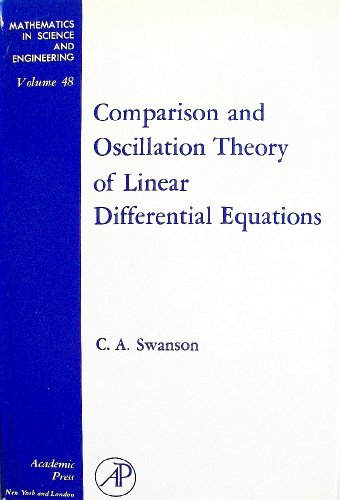 MATHEMATICS
IN SCIENCE
AND
ENGINEERING
Volume 48
Comparison and
Oscillation Theory
of Linear
Differential Equations
C. A. Swanson
Academic
Press
New York and London
AP